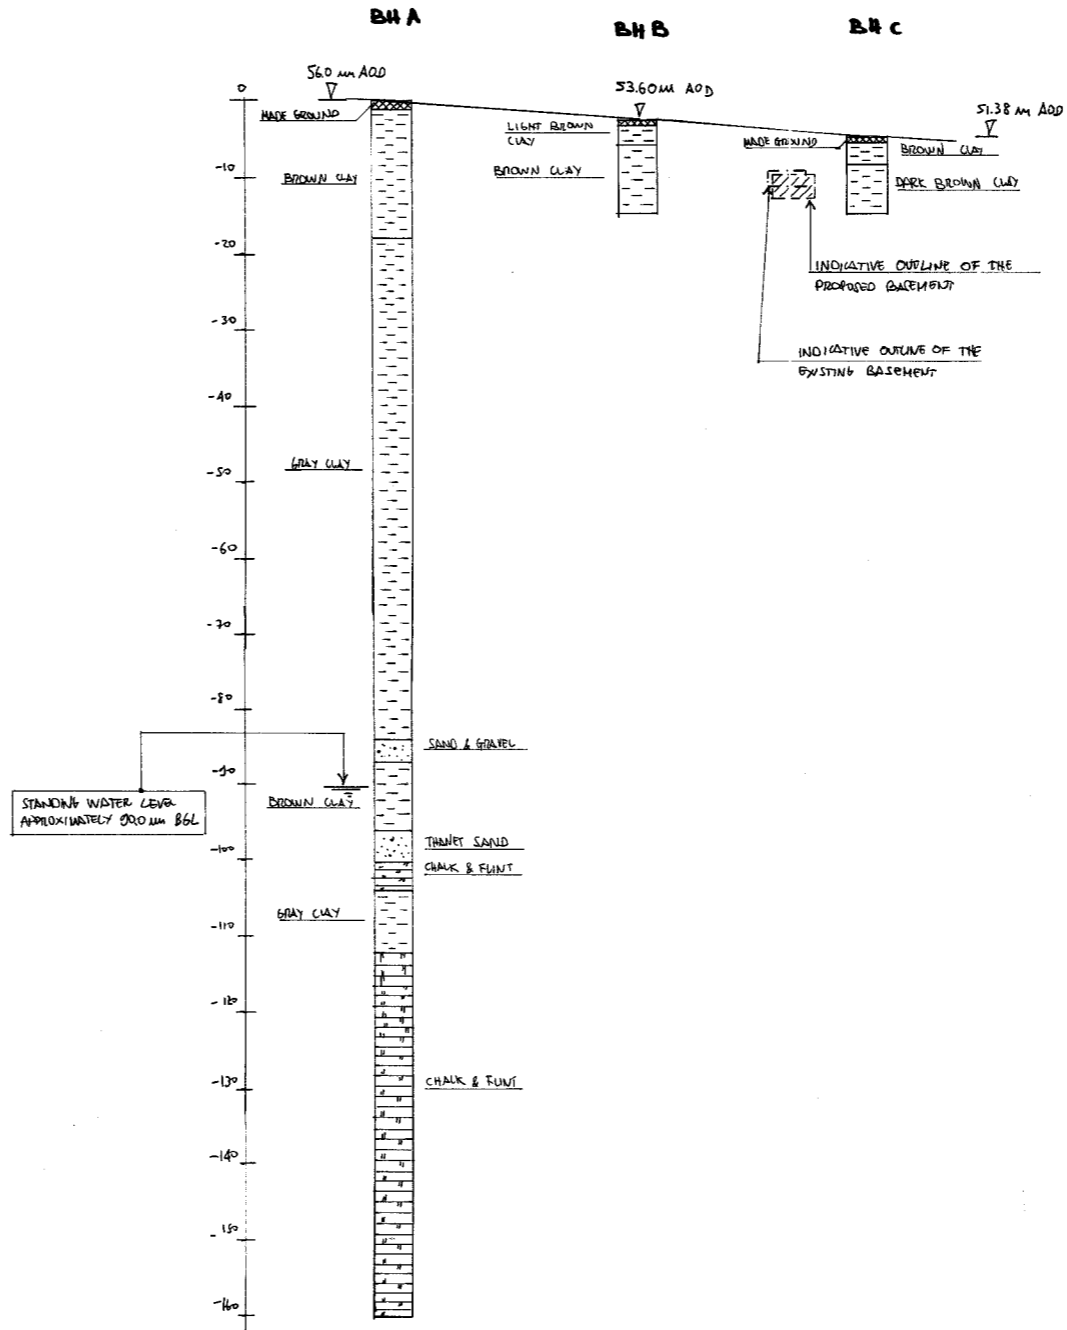 BH A
BH B
BH C
56.0 m AOD
53.60 m AOD
51.38 m AOD
0
MADE GROUND
LIGHT BROWN
CLAY
MADE GROUND
BROWN CLAY
-10
BROWN CLAY
BROWN CLAY
DARK BROWN CLAY
-20
INDICATIVE OUTLINE OF THE
PROPOSED BASEMENT
-30
INDICATIVE OUTLINE OF THE
EXISTING BASEMENT
-40
GRAY CLAY
-50
-60
-70
-80
SAND & GRAVEL
-90
STANDING WATER LEVEL
APPROXIMATELY 90.0 m BGL
BROWN CLAY
-100
THANET SAND
CHALK & FLINT
GRAY CLAY
-110
-120
-130
CHALK & FLINT
-140
-150
-160